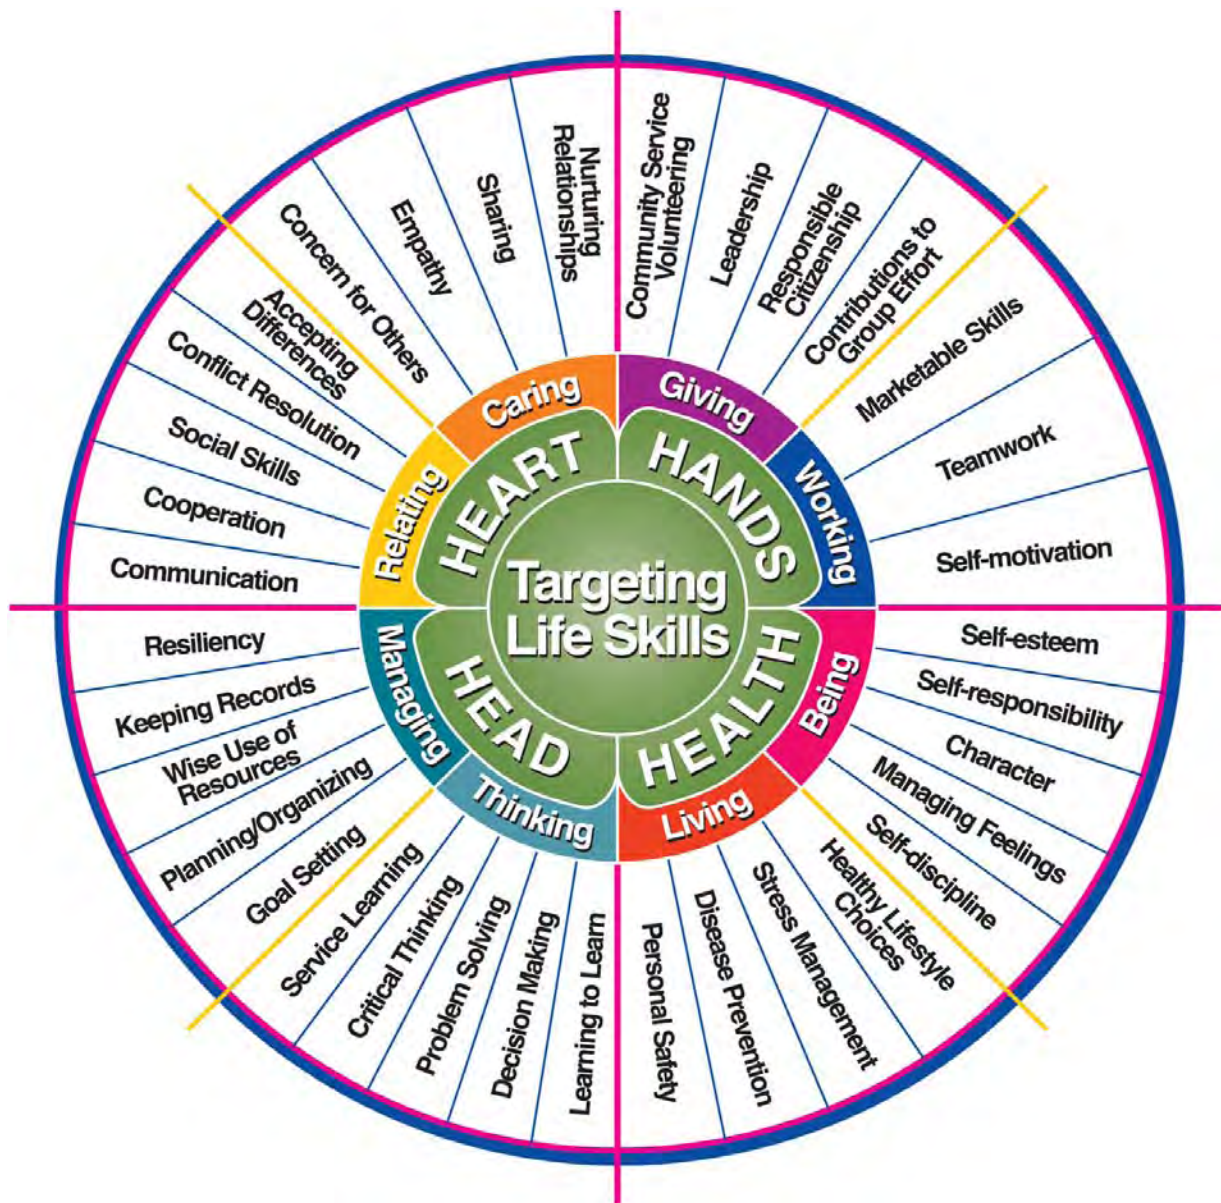 Targeting
Life Skills
HEART
HANDS
HEALTH
HEAD
Caring
Giving
Working
Being
Living
Thinking
Managing
Relating
Community Service
Volunteering
Leadership
Responsible
Citizenship
Contributions to
Group Effort
Marketable Skills
Teamwork
Self-motivation
Self-esteem
Self-responsibility
Character
Managing Feelings
Self-discipline
Healthy Lifestyle
Choices
Stress Management
Disease Prevention
Personal Safety
Learning to Learn
Decision Making
Problem Solving
Critical Thinking
Service Learning
Goal Setting
Planning/Organizing
Wise Use of
Resources
Keeping Records
Resiliency
Communication
Cooperation
Social Skills
Conflict Resolution
Accepting
Differences
Concern for Others
Empathy
Sharing
Nurturing
Relationships